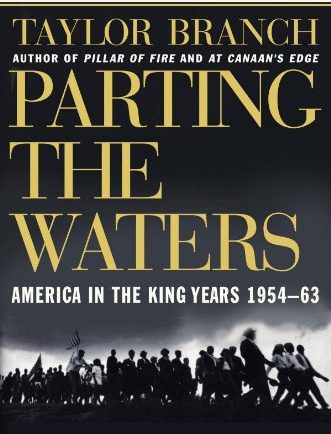 TAYLOR BRANCH
AUTHOR OF PILLAR OF FIRE AND AT CANAAN'S EDGE
PARTING
THE
WATERS
AMERICA IN THE KING YEARS 1954–63